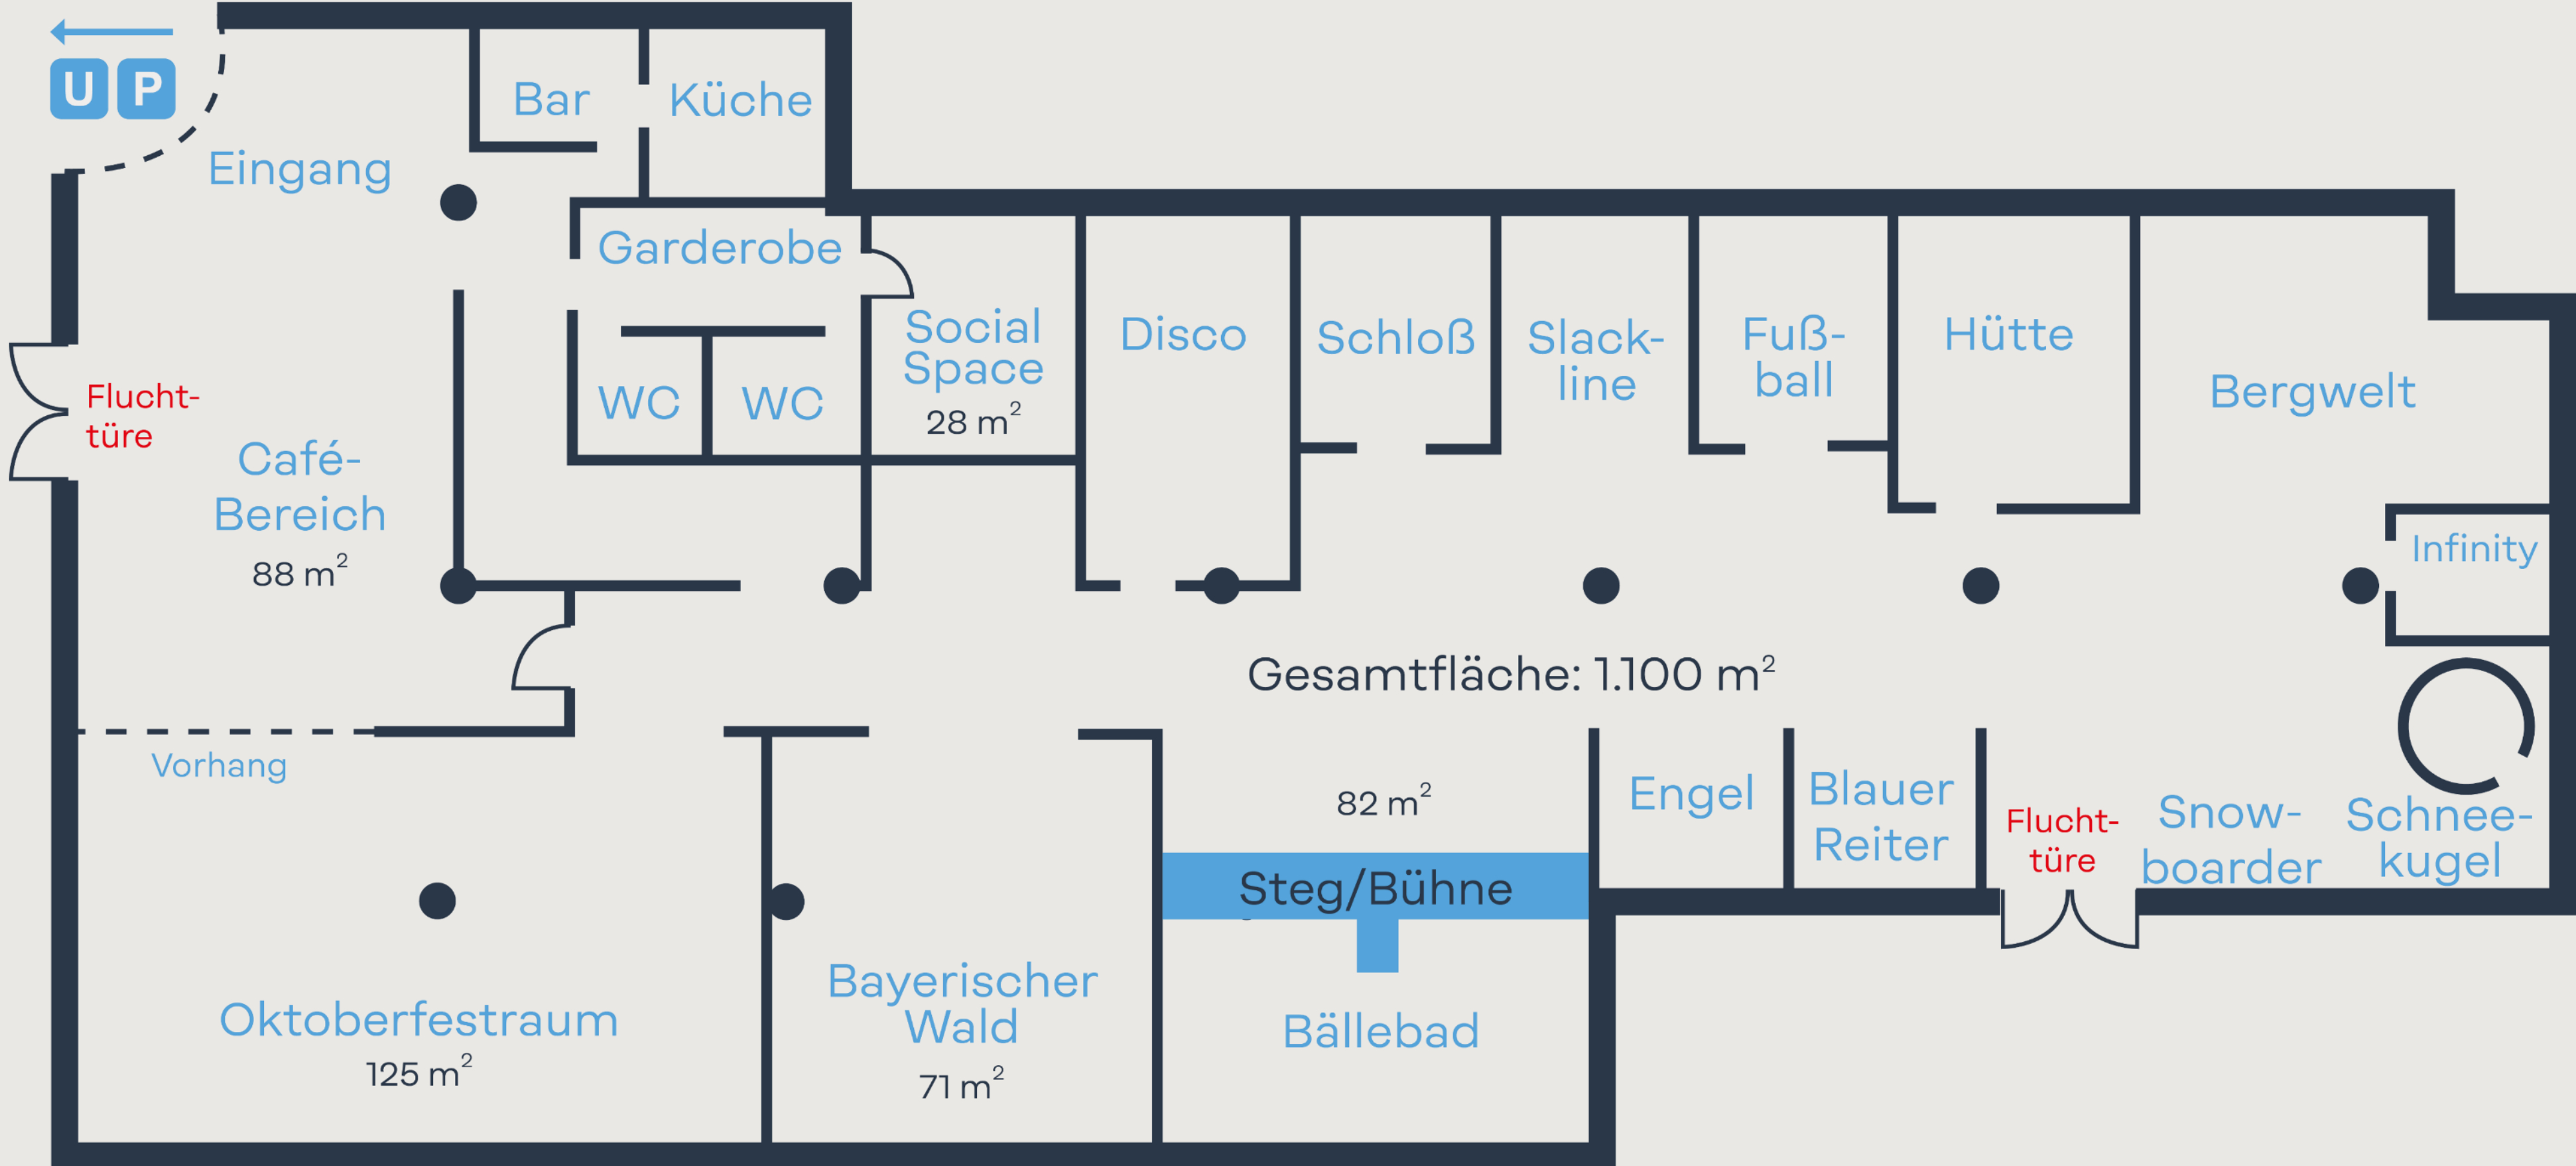 U P
Eingang
Bar
Küche
Garderobe
WC
WC
Social
Space
28 m²
Disco
Schloß
Slack-
line
Fuß-
ball
Hütte
Bergwelt
Infinity
Flucht-
türe
Café-
Bereich
88 m²
Gesamtfläche: 1.100 m²
Vorhang
Oktoberfestraum
125 m²
Bayerischer
Wald
71 m²
82 m²
Steg/Bühne
Bällebad
Engel
Blauer
Reiter
Flucht-
türe
Snow-
boarder
Schnee-
kugel